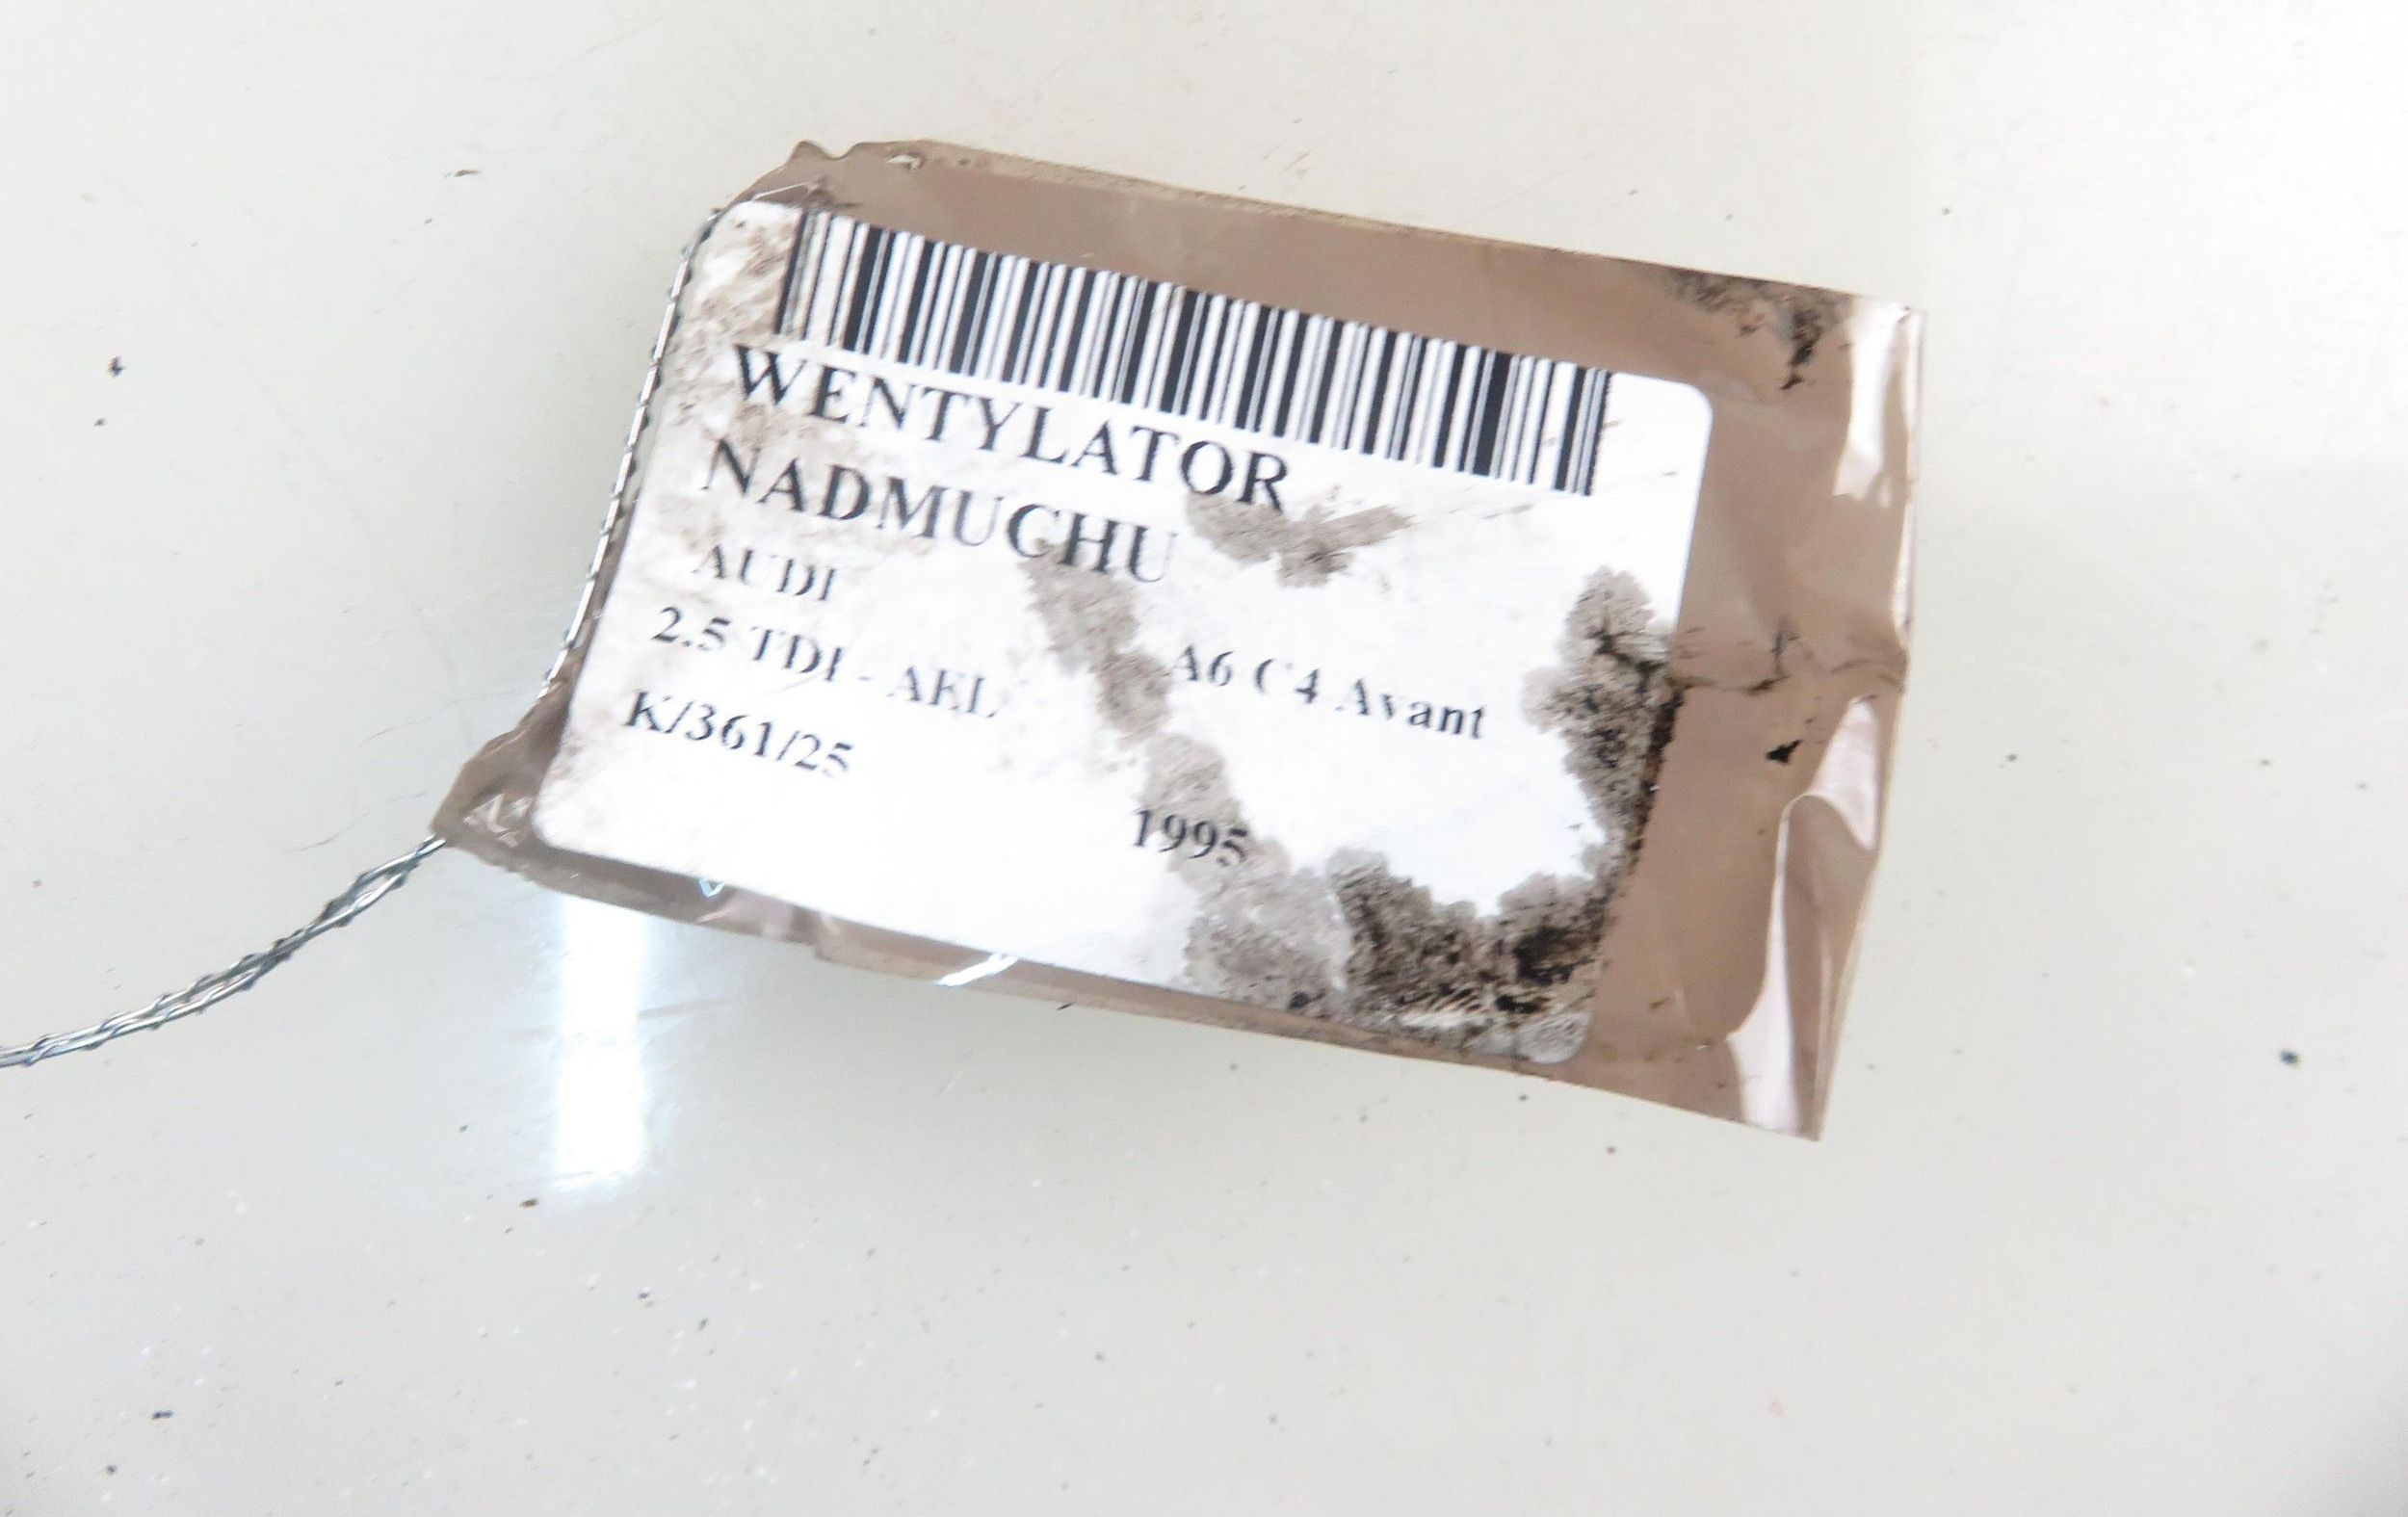 WENTYLATOR
NADMUCHU
AUDI
A6 C4 Avant
2.5 TDI - AEL
K/361/25
1995